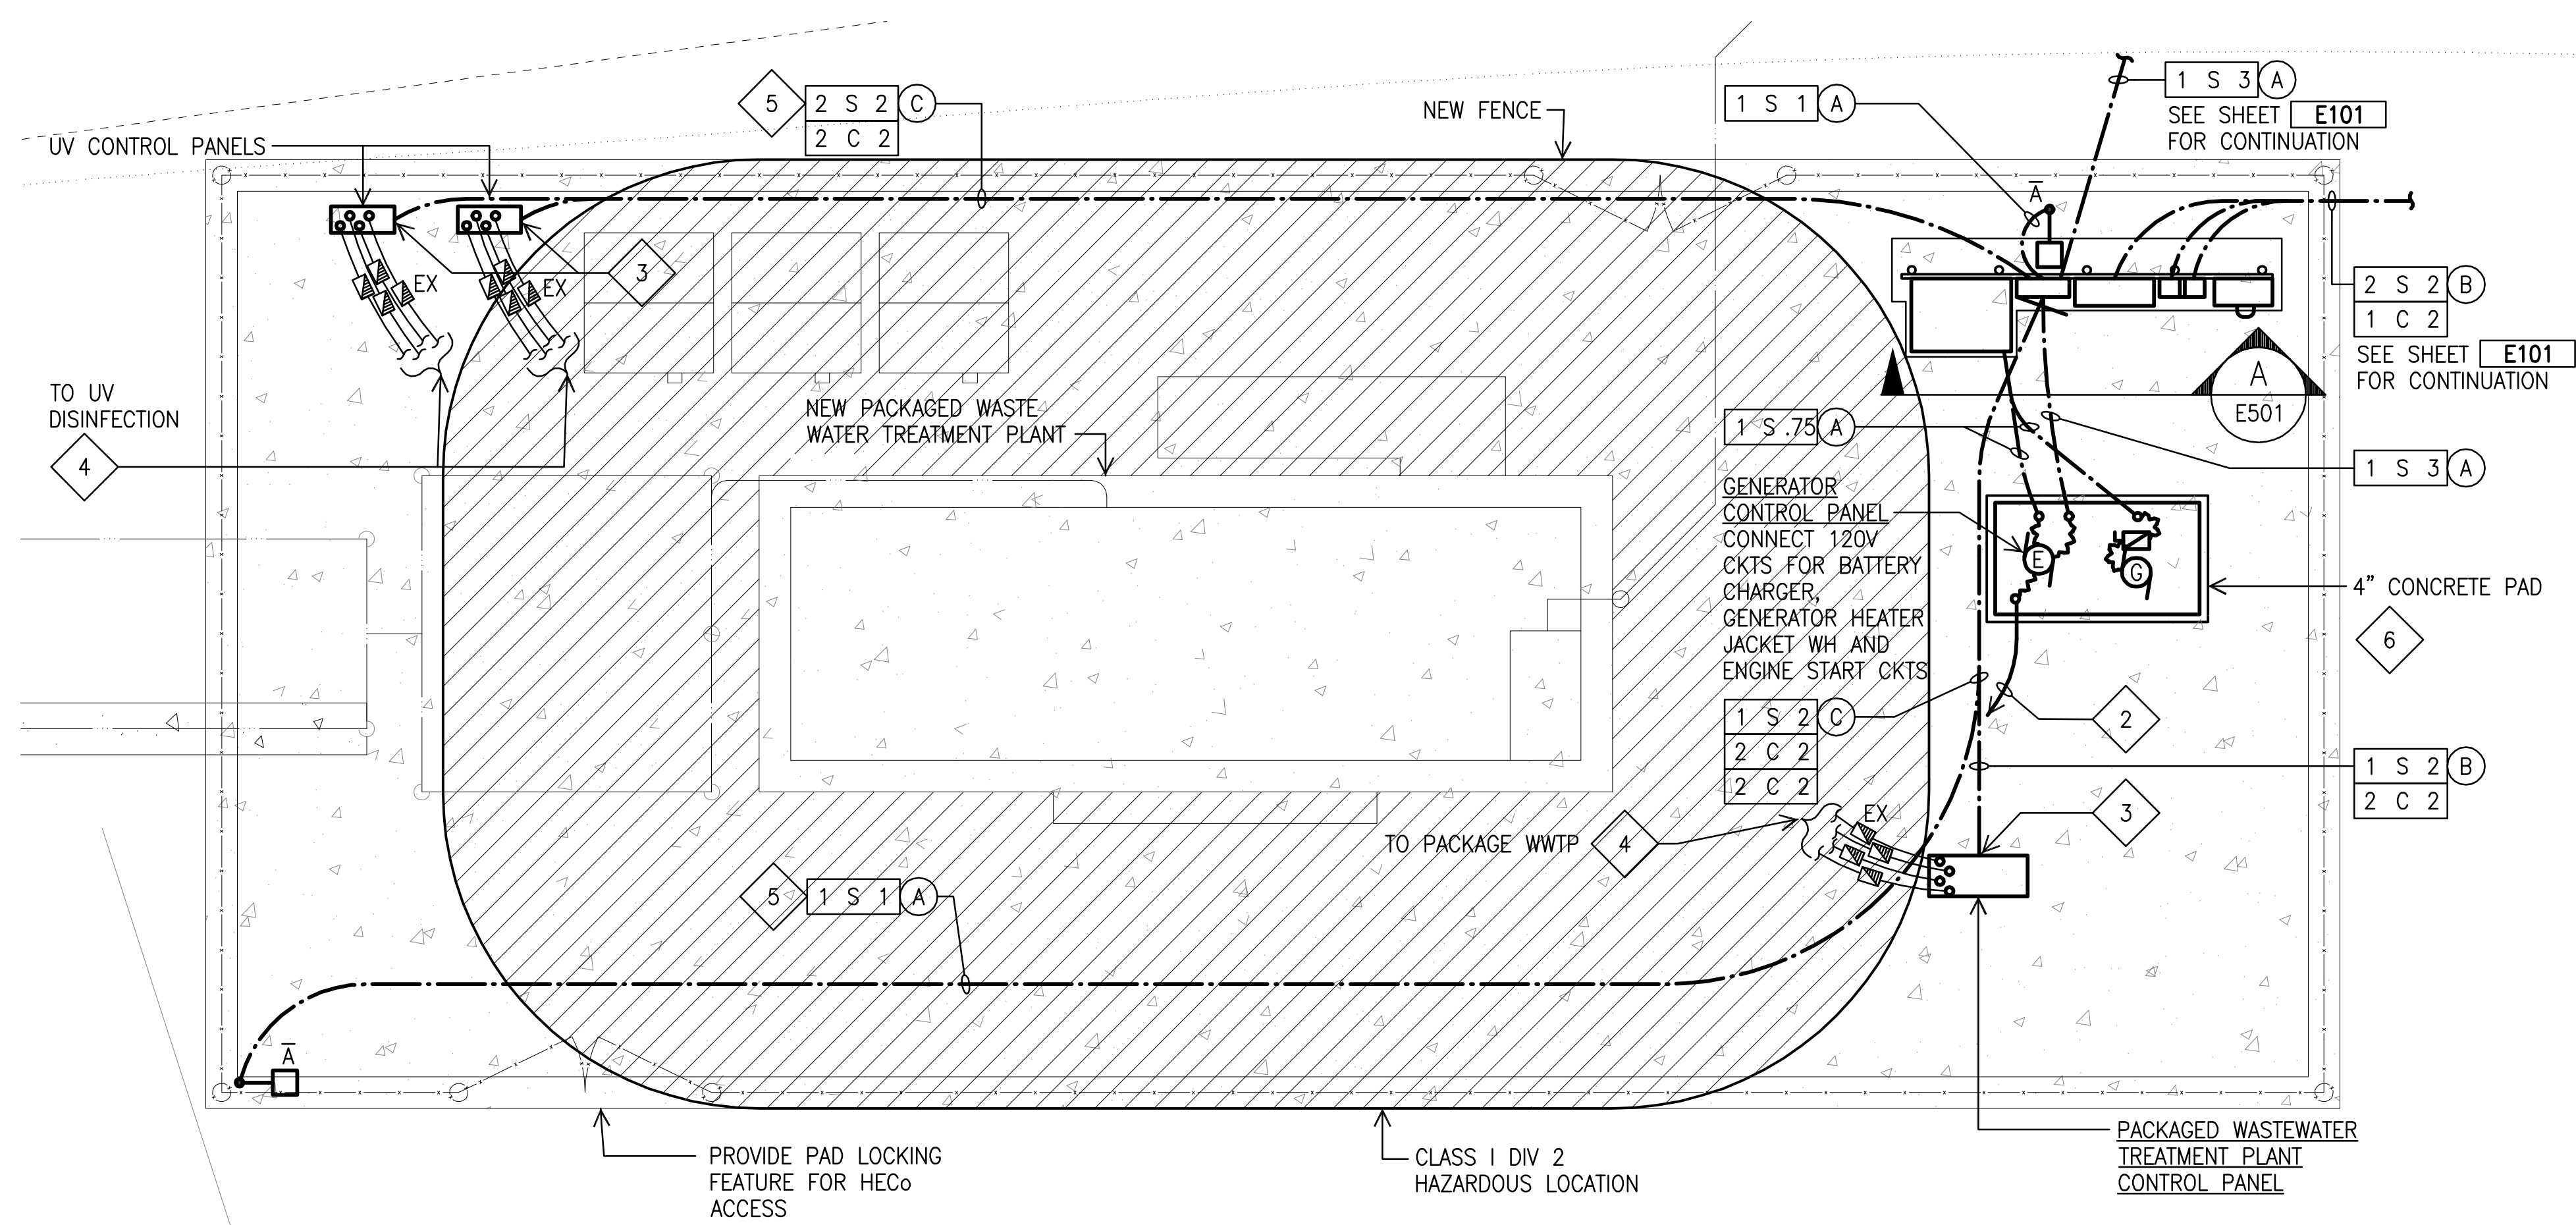 5
2 S 2 C
2 C 2
NEW FENCE
1 S 1 A
1 S 3 A
SEE SHEET E101
FOR CONTINUATION
UV CONTROL PANELS
A
3
EX
EX
2 S 2 B
1 C 2
SEE SHEET E101
FOR CONTINUATION
TO UV
DISINFECTION
4
NEW PACKAGED WASTE
WATER TREATMENT PLANT
A
E501
1 S .75 A
1 S 3 A
GENERATOR
CONTROL PANEL
CONNECT 120V
CKTS FOR BATTERY
CHARGER,
GENERATOR HEATER
JACKET WH AND
ENGINE START CKTS
E
G
4" CONCRETE PAD
6
1 S 2 C
2 C 2
2 C 2
2
1 S 2 B
2 C 2
3
EX
TO PACKAGE WWTP 4
5
1 S 1 A
A
PROVIDE PAD LOCKING
FEATURE FOR HECo
ACCESS
CLASS I DIV 2
HAZARDOUS LOCATION
PACKAGED WASTEWATER
TREATMENT PLANT
CONTROL PANEL